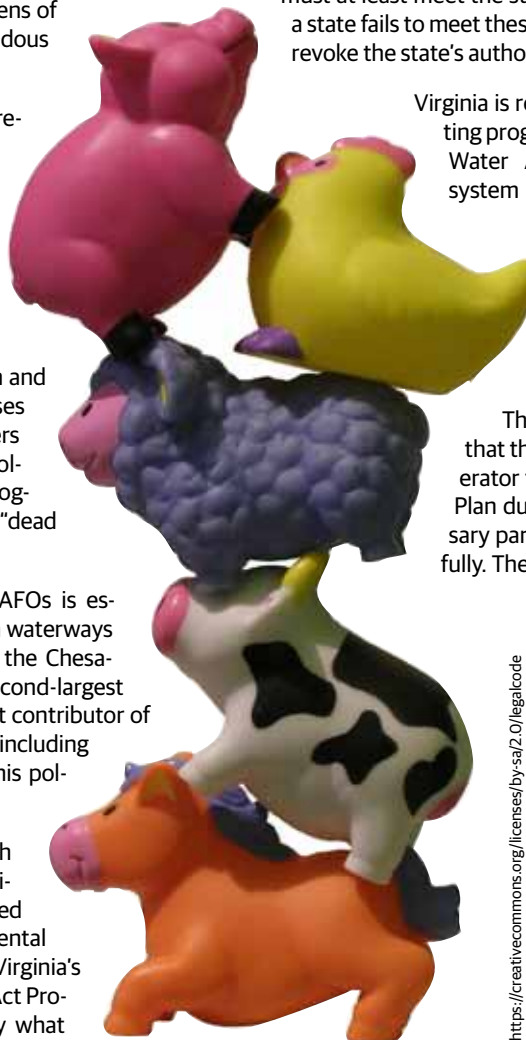 ens of
dous
re-
and
ses
ers
ol-
og-
“dead
AFOs is es-
waterways
the Chesa-
cond-largest
t contributor of
including
his pol-
h
i-
ed
ental
Virginia’s
Act Pro-
y what
must at least meet the
a state fails to meet thes
revoke the state’s autho
Virginia is re
ting prog
Water A
system
Th
that th
erator
Plan du
sary par
fully. The
https://creativecommons.org/licenses/by-sa/2.0/legalcode